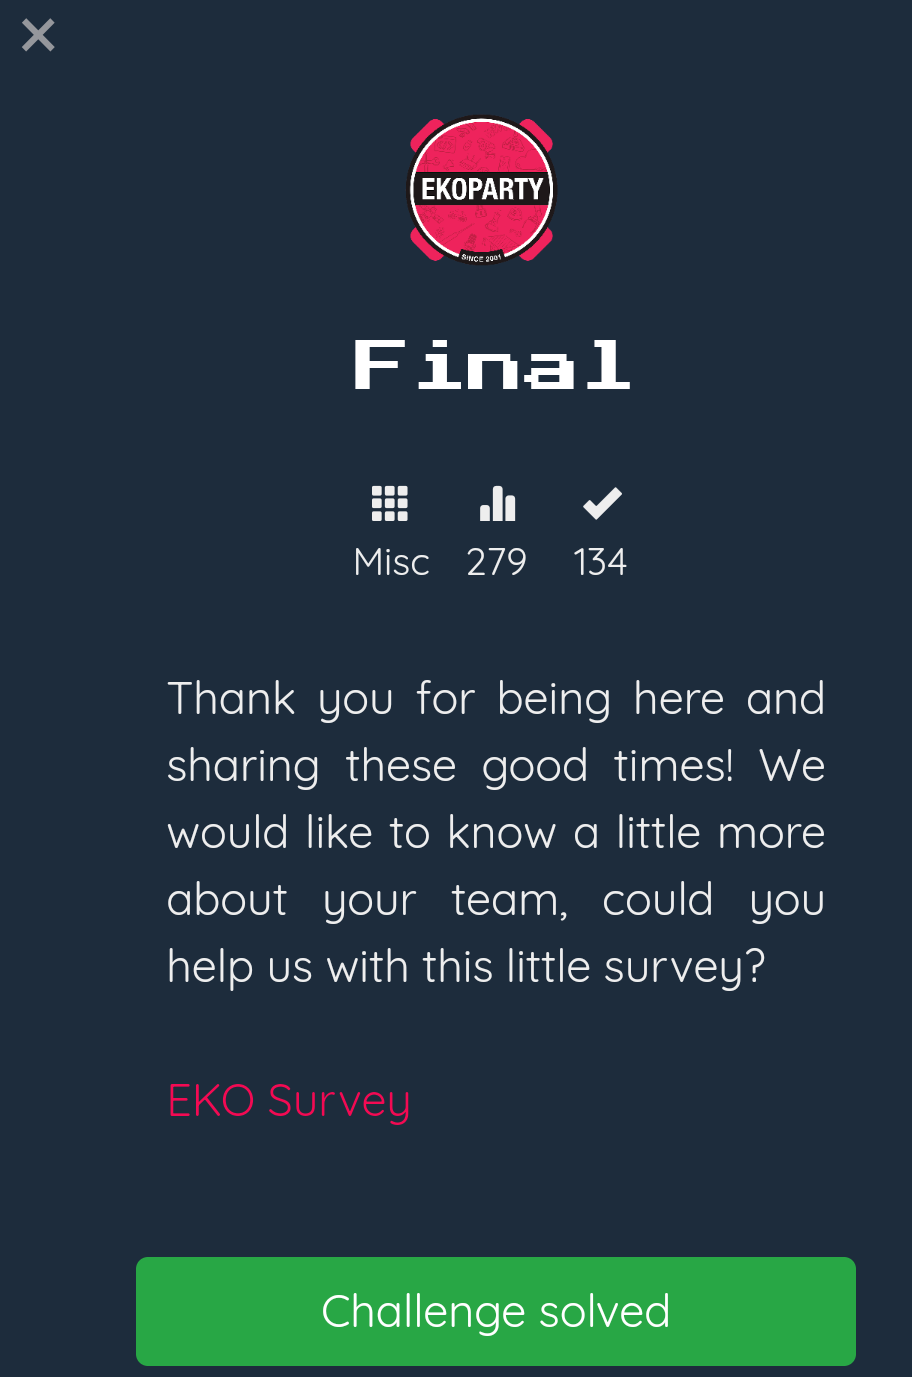 EKOPARTY
SINCE 2001
Final
Misc 279 134
Thank you for being here and
sharing these good times! We
would like to know a little more
about your team, could you
help us with this little survey?
EKO Survey
Challenge solved